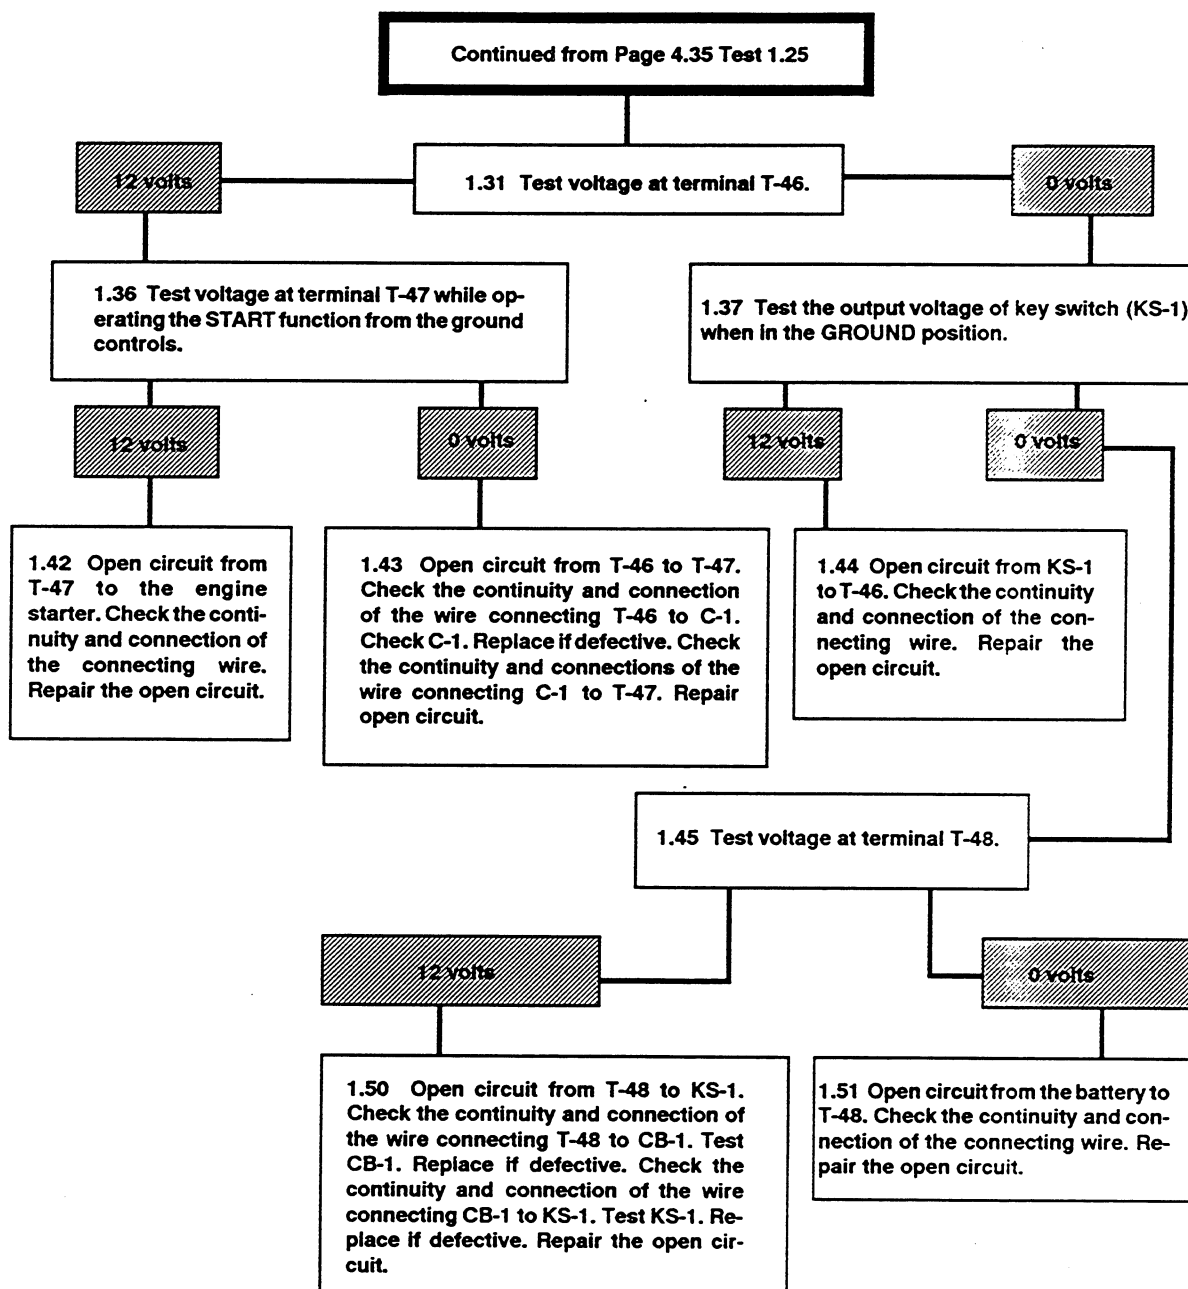 Continued from Page 4.35 Test 1.25
12 volts
1.31 Test voltage at terminal T-46.
0 volts
1.36 Test voltage at terminal T-47 while op-
erating the START function from the ground
controls.
1.37 Test the output voltage of key switch (KS-1)
when in the GROUND position.
12 volts
0 volts
12 volts
0 volts
1.42 Open circuit from
T-47 to the engine
starter. Check the conti-
nuity and connection of
the connecting wire.
Repair the open circuit.
1.43 Open circuit from T-46 to T-47.
Check the continuity and connection
of the wire connecting T-46 to C-1.
Check C-1. Replace if defective. Check
the continuity and connections of the
wire connecting C-1 to T-47. Repair
open circuit.
1.44 Open circuit from KS-1
to T-46. Check the continuity
and connection of the con-
necting wire. Repair the
open circuit.
1.45 Test voltage at terminal T-48.
12 volts
0 volts
1.50 Open circuit from T-48 to KS-1.
Check the continuity and connection of
the wire connecting T-48 to CB-1. Test
CB-1. Replace if defective. Check the
continuity and connection of the wire
connecting CB-1 to KS-1. Test KS-1. Re-
place if defective. Repair the open cir-
cuit.
1.51 Open circuit from the battery to
T-48. Check the continuity and con-
nection of the connecting wire. Re-
pair the open circuit.